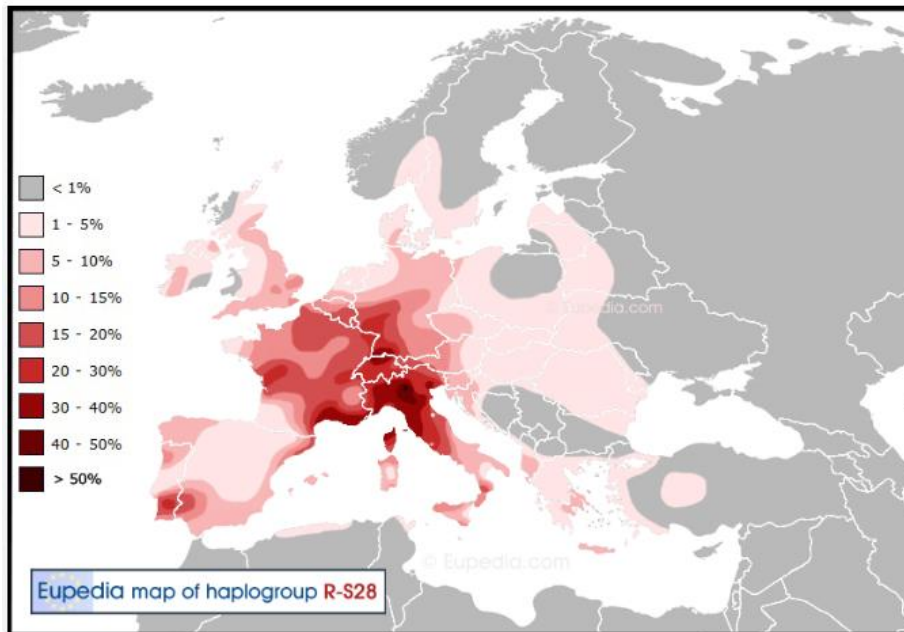 < 1%
1 - 5%
5 - 10%
10 - 15%
15 - 20%
20 - 30%
30 - 40%
40 - 50%
> 50%
© Eupedia.com
© Eupedia.com
Eupedia map of haplogroup R-S28